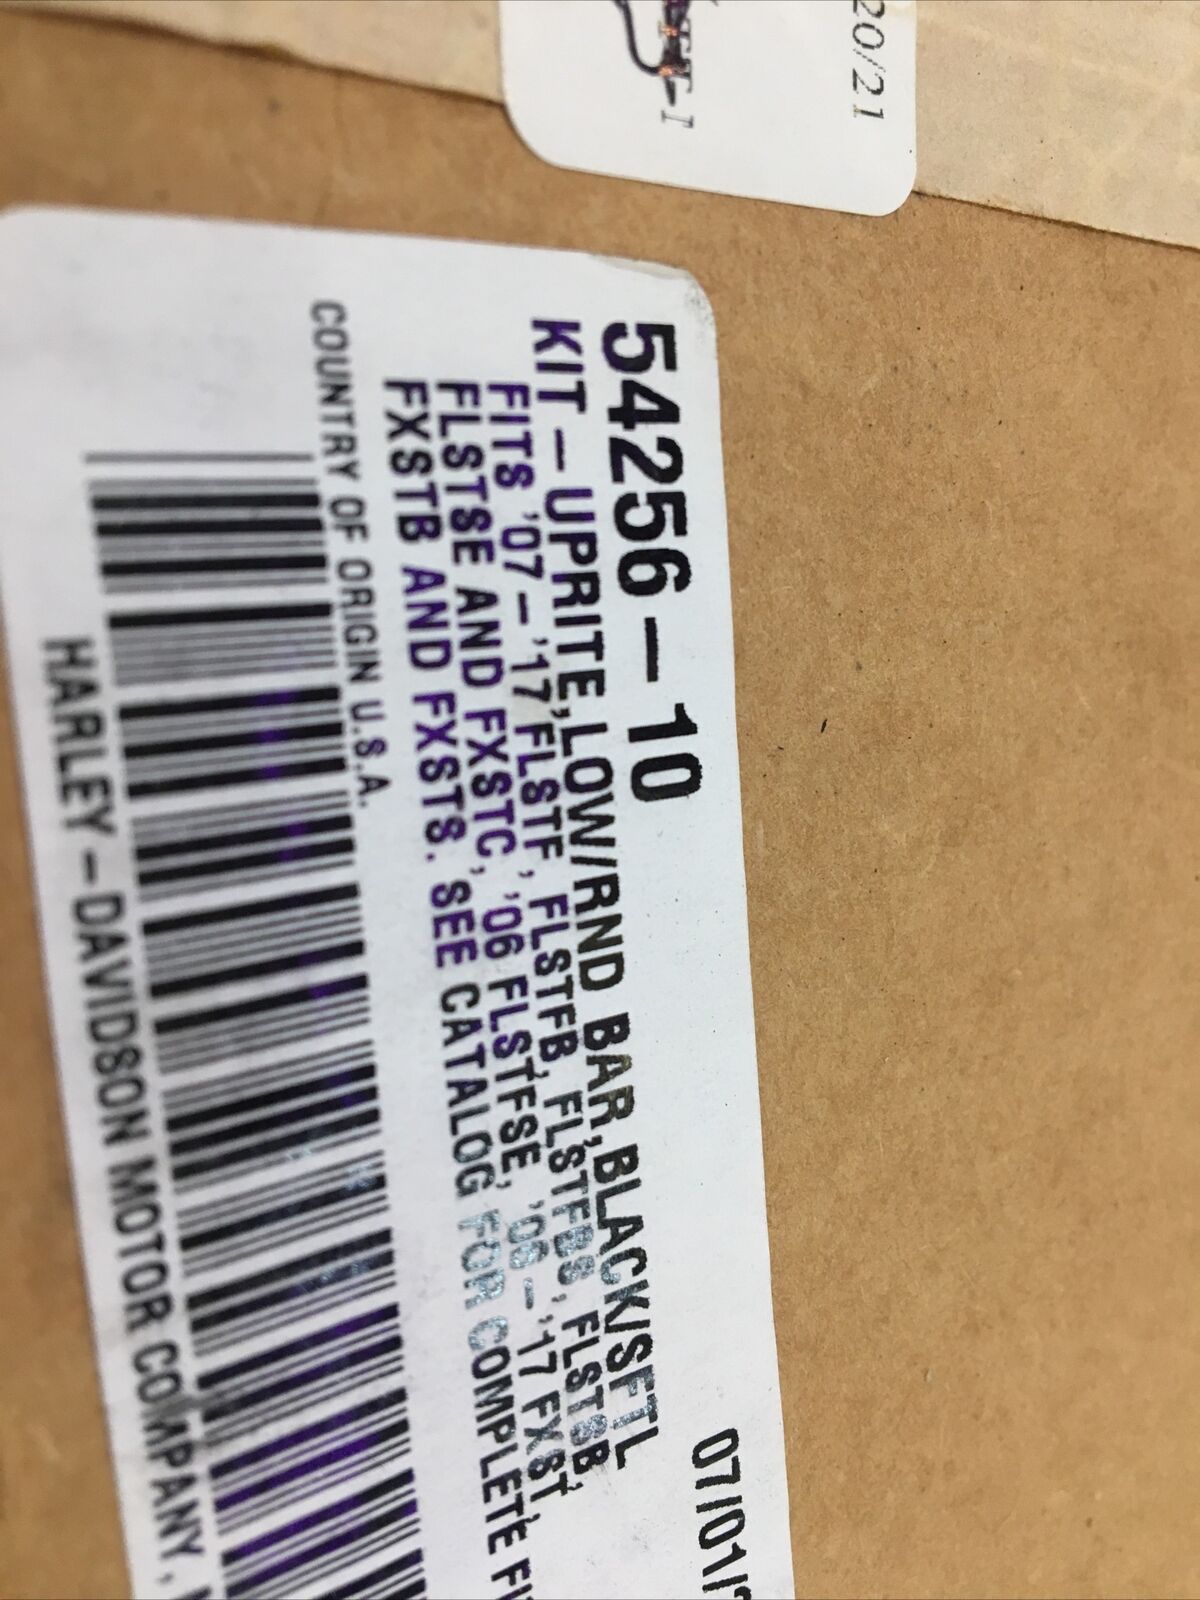 20/21
54256-10
07/01/
KIT-UPRITE,LOW/RND BAR,BLACK/SFTL
FITS '07-'17 FLSTF, FLSTFB, FLSTFBS, FLSTSB,
FLSTSE AND FXSTC, '06 FLSTFSE, '06-'17 FXST,
FXSTB AND FXSTS. SEE CATALOG FOR COMPLETE FI
COUNTRY OF ORIGIN U.S.A.
HARLEY-DAVIDSON MOTOR COMPANY,